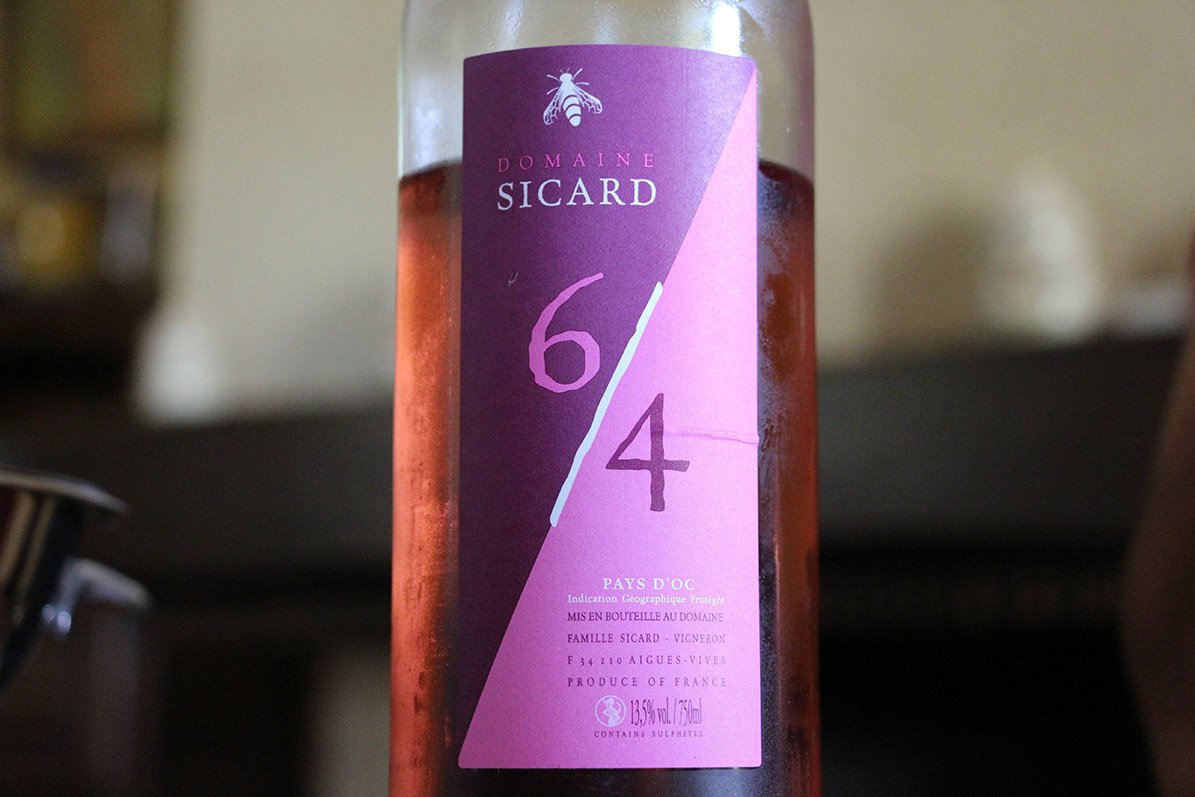 DOMAINE
SICARD
6/4
PAYS D'OC
Indication Géographique Protégée
MIS EN BOUTEILLE AU DOMAINE
FAMILLE SICARD - VIGNERON
F 34 210 AIGUES-VIVES
PRODUCE OF FRANCE
13,5% vol. / 750ml
CONTAINS SULPHITES